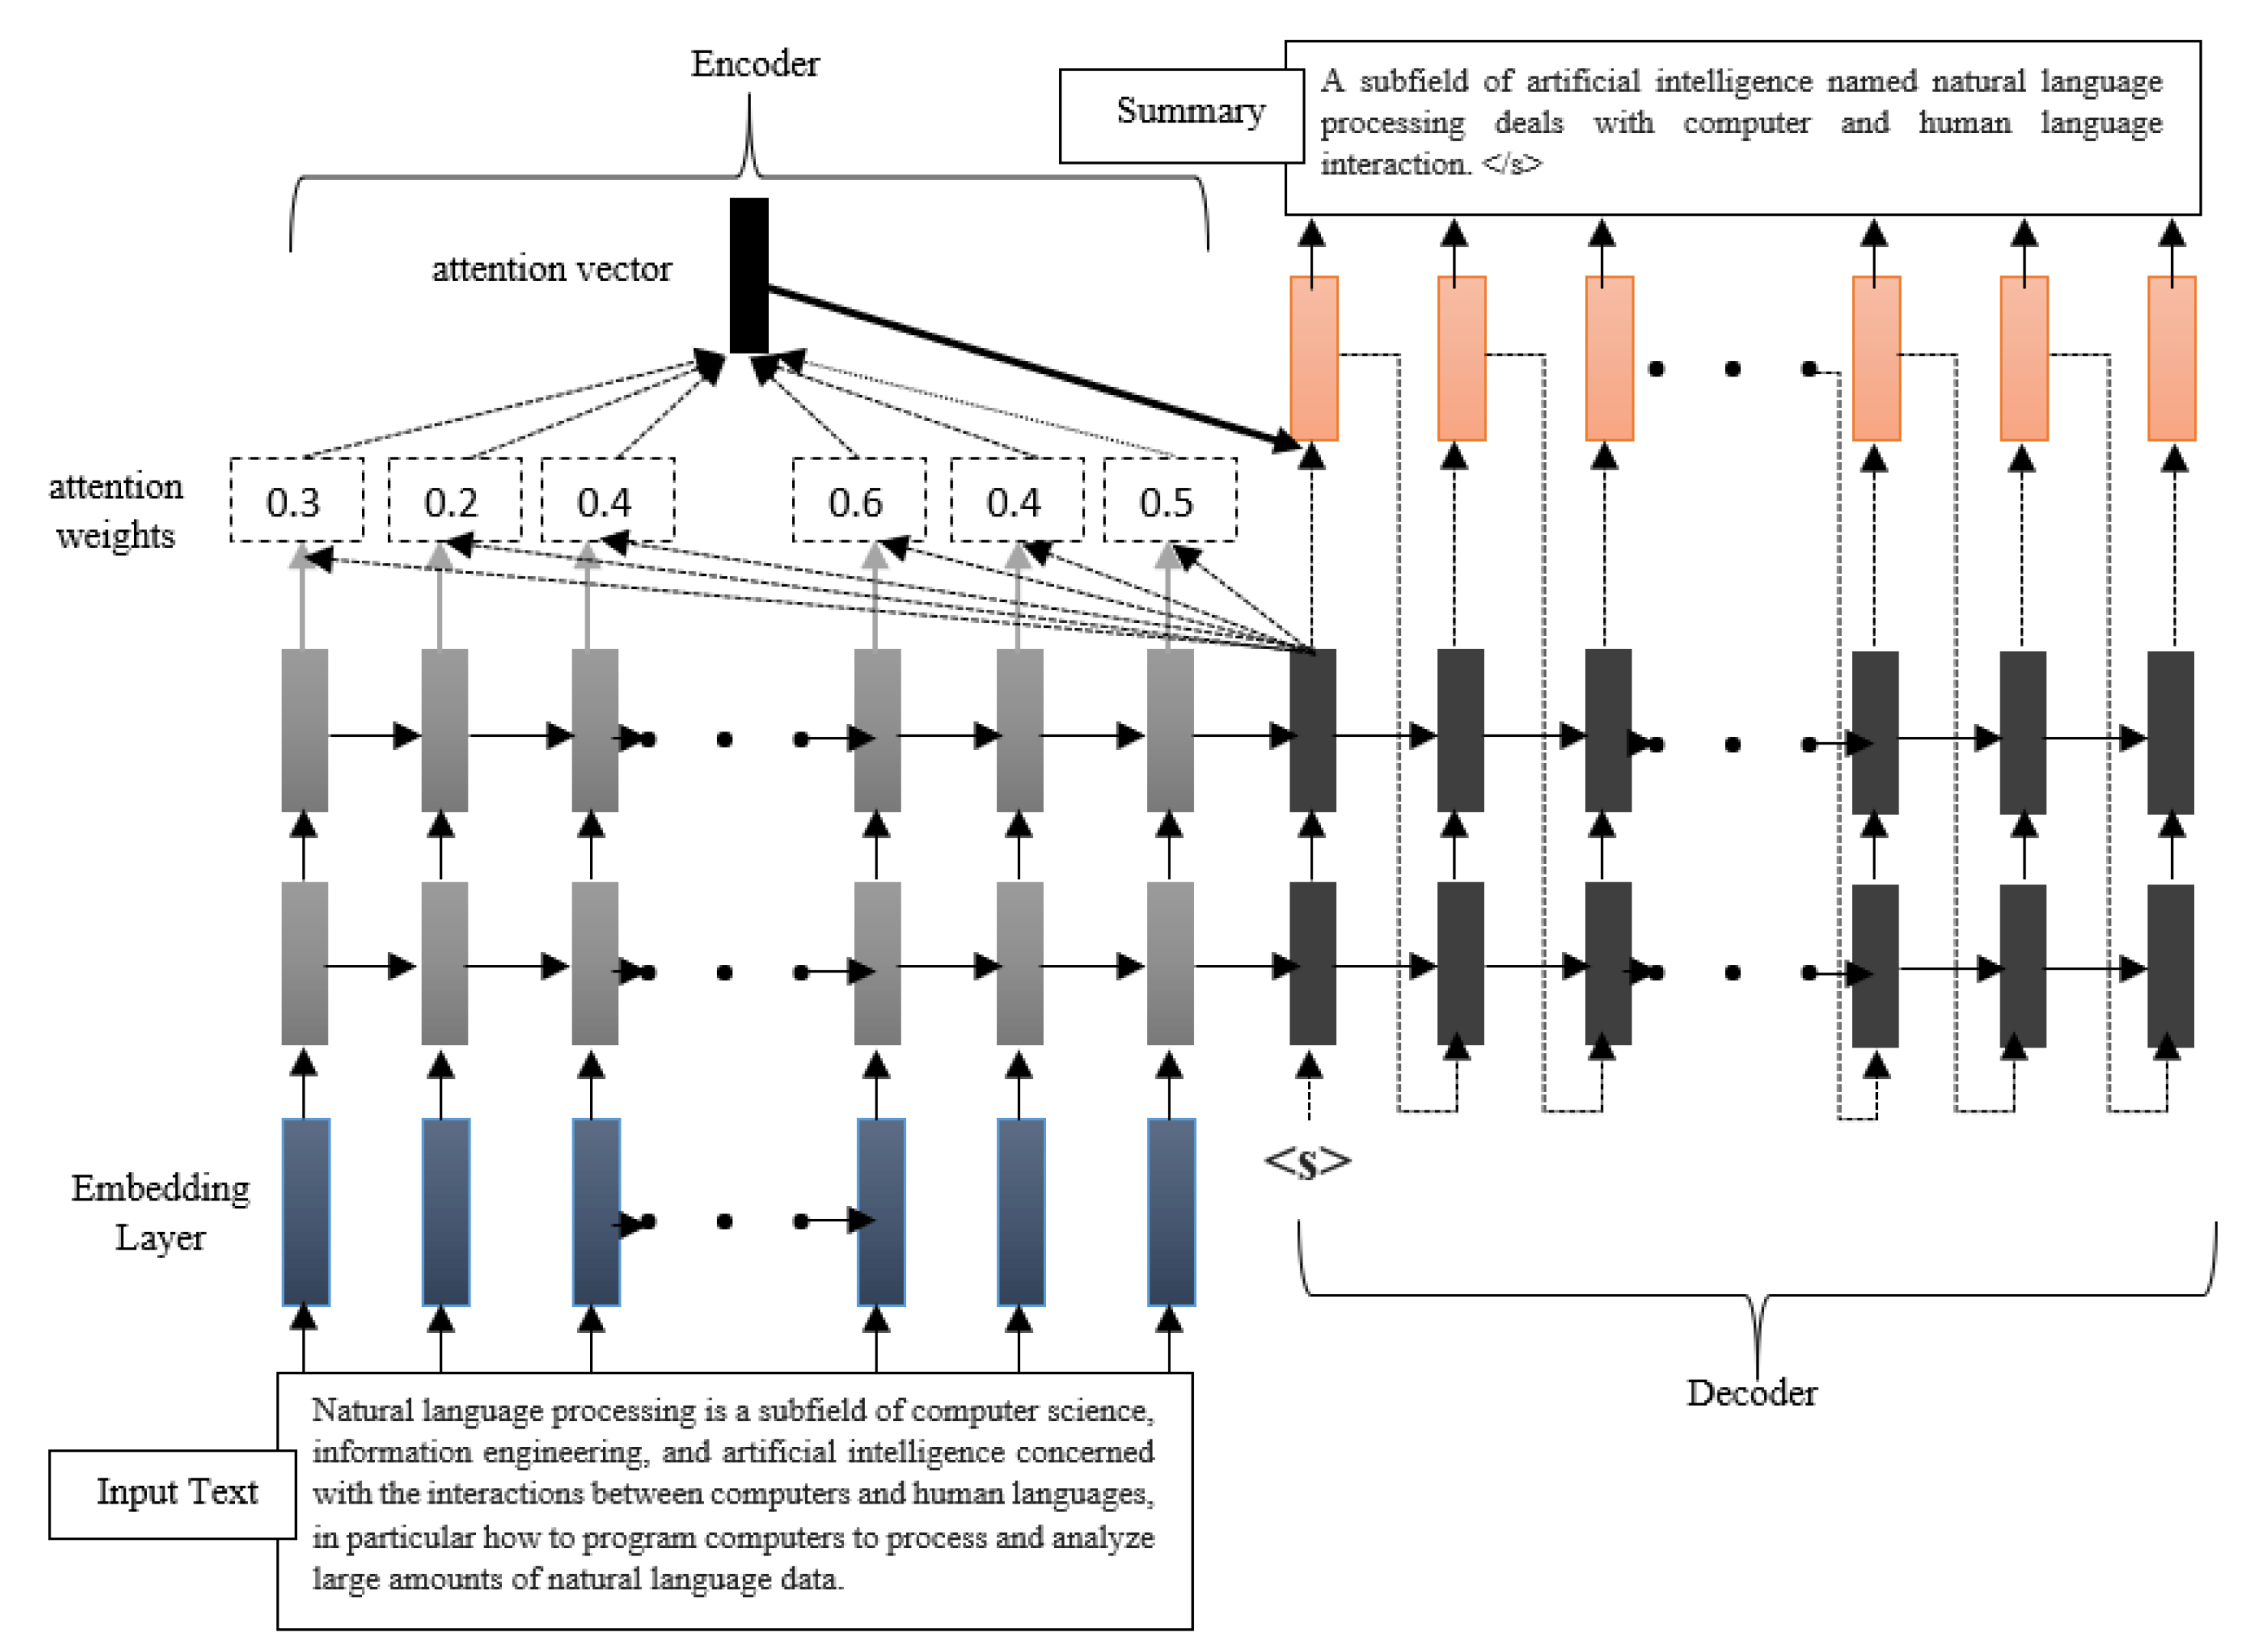 Encoder
Summary
A subfield of artificial intelligence named natural language
processing deals with computer and human language
interaction. </s>
attention vector
attention
weights
0.3
0.2
0.4
0.6
0.4
0.5
<s>
Embedding
Layer
Decoder
Input Text
Natural language processing is a subfield of computer science,
information engineering, and artificial intelligence concerned
with the interactions between computers and human languages,
in particular how to program computers to process and analyze
large amounts of natural language data.